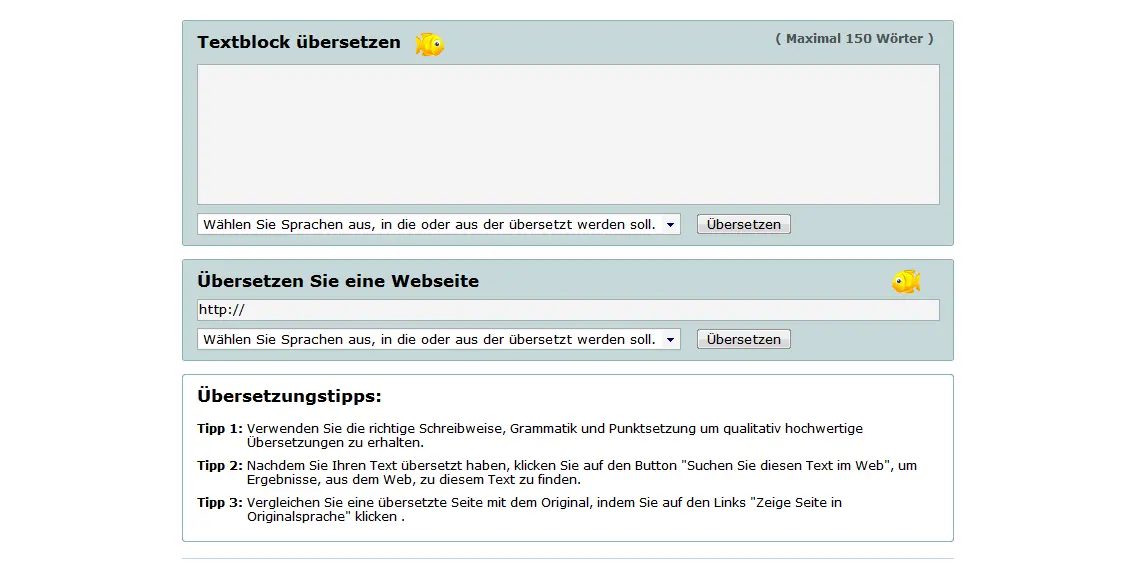 Textblock übersetzen
( Maximal 150 Wörter )
Wählen Sie Sprachen aus, in die oder aus der übersetzt werden soll.
Übersetzen
Übersetzen Sie eine Webseite
http://
Wählen Sie Sprachen aus, in die oder aus der übersetzt werden soll.
Übersetzen
Übersetzungstipps:
Tipp 1: Verwenden Sie die richtige Schreibweise, Grammatik und Punktsetzung um qualitativ hochwertige
Übersetzungen zu erhalten.
Tipp 2: Nachdem Sie Ihren Text übersetzt haben, klicken Sie auf den Button "Suchen Sie diesen Text im Web", um
Ergebnisse, aus dem Web, zu diesem Text zu finden.
Tipp 3: Vergleichen Sie eine übersetzte Seite mit dem Original, indem Sie auf den Links "Zeige Seite in
Originalsprache" klicken .